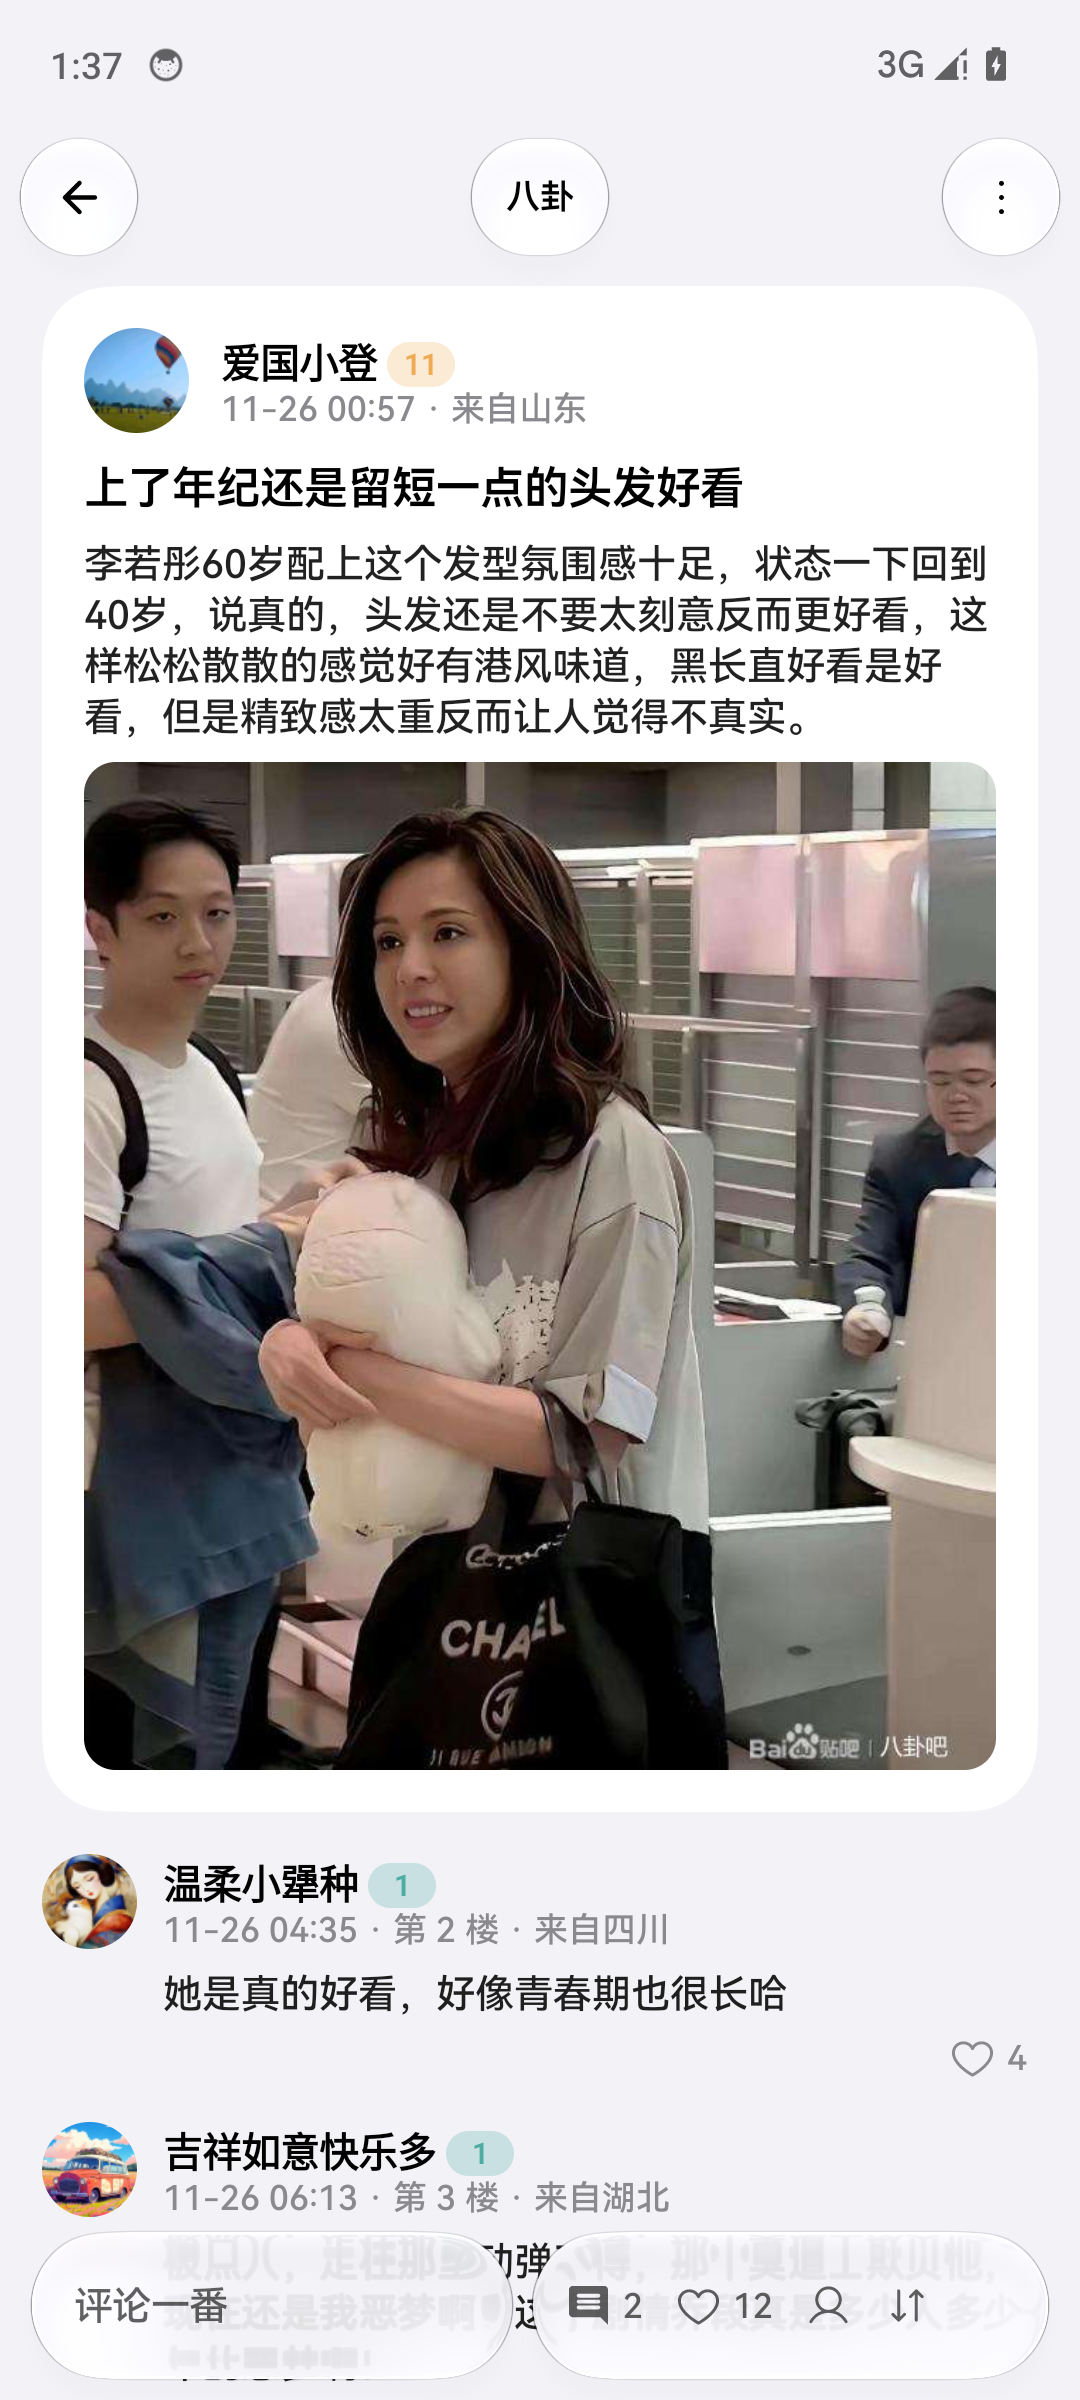 1:37
3G
八卦
爱国小登 11
11-26 00:57 · 来自山东
上了年纪还是留短一点的头发好看
李若彤60岁配上这个发型氛围感十足，状态一下回到
40岁，说真的，头发还是不要太刻意反而更好看，这
样松松散散的感觉好有港风味道，黑长直好看是好
看，但是精致感太重反而让人觉得不真实。
CHANEL
Bai贴吧 | 八卦吧
温柔小犟种 1
11-26 04:35 · 第 2 楼 · 来自四川
她是真的好看，好像青春期也很长哈
4
吉祥如意快乐多 1
11-26 06:13 · 第 3 楼 · 来自湖北
评论一番
2
12